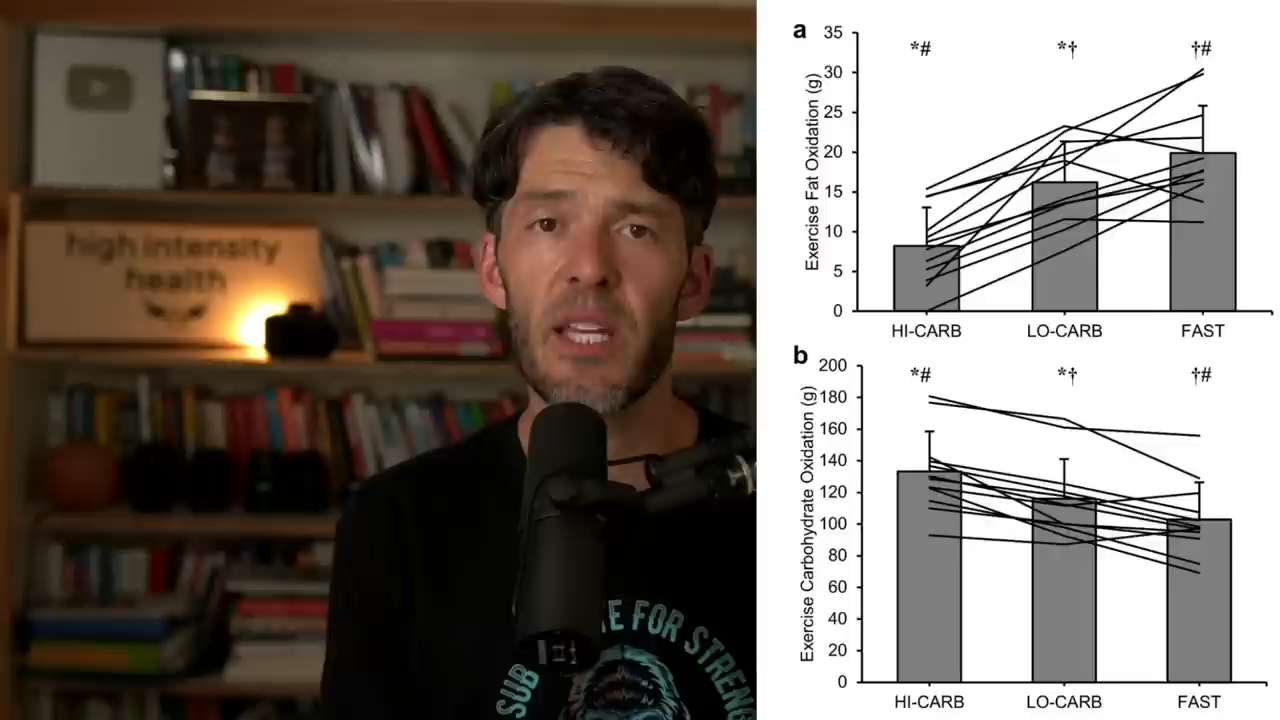 high intensity
health
SUB
E FOR STREN
a
Exercise Fat Oxidation (g)
35
30
25
20
15
10
5
0
*#
*†
†#
HI-CARB
LO-CARB
FAST
b
Exercise Carbohydrate Oxidation (g)
200
180
160
140
120
100
80
60
40
20
0
*#
*†
†#
HI-CARB
LO-CARB
FAST